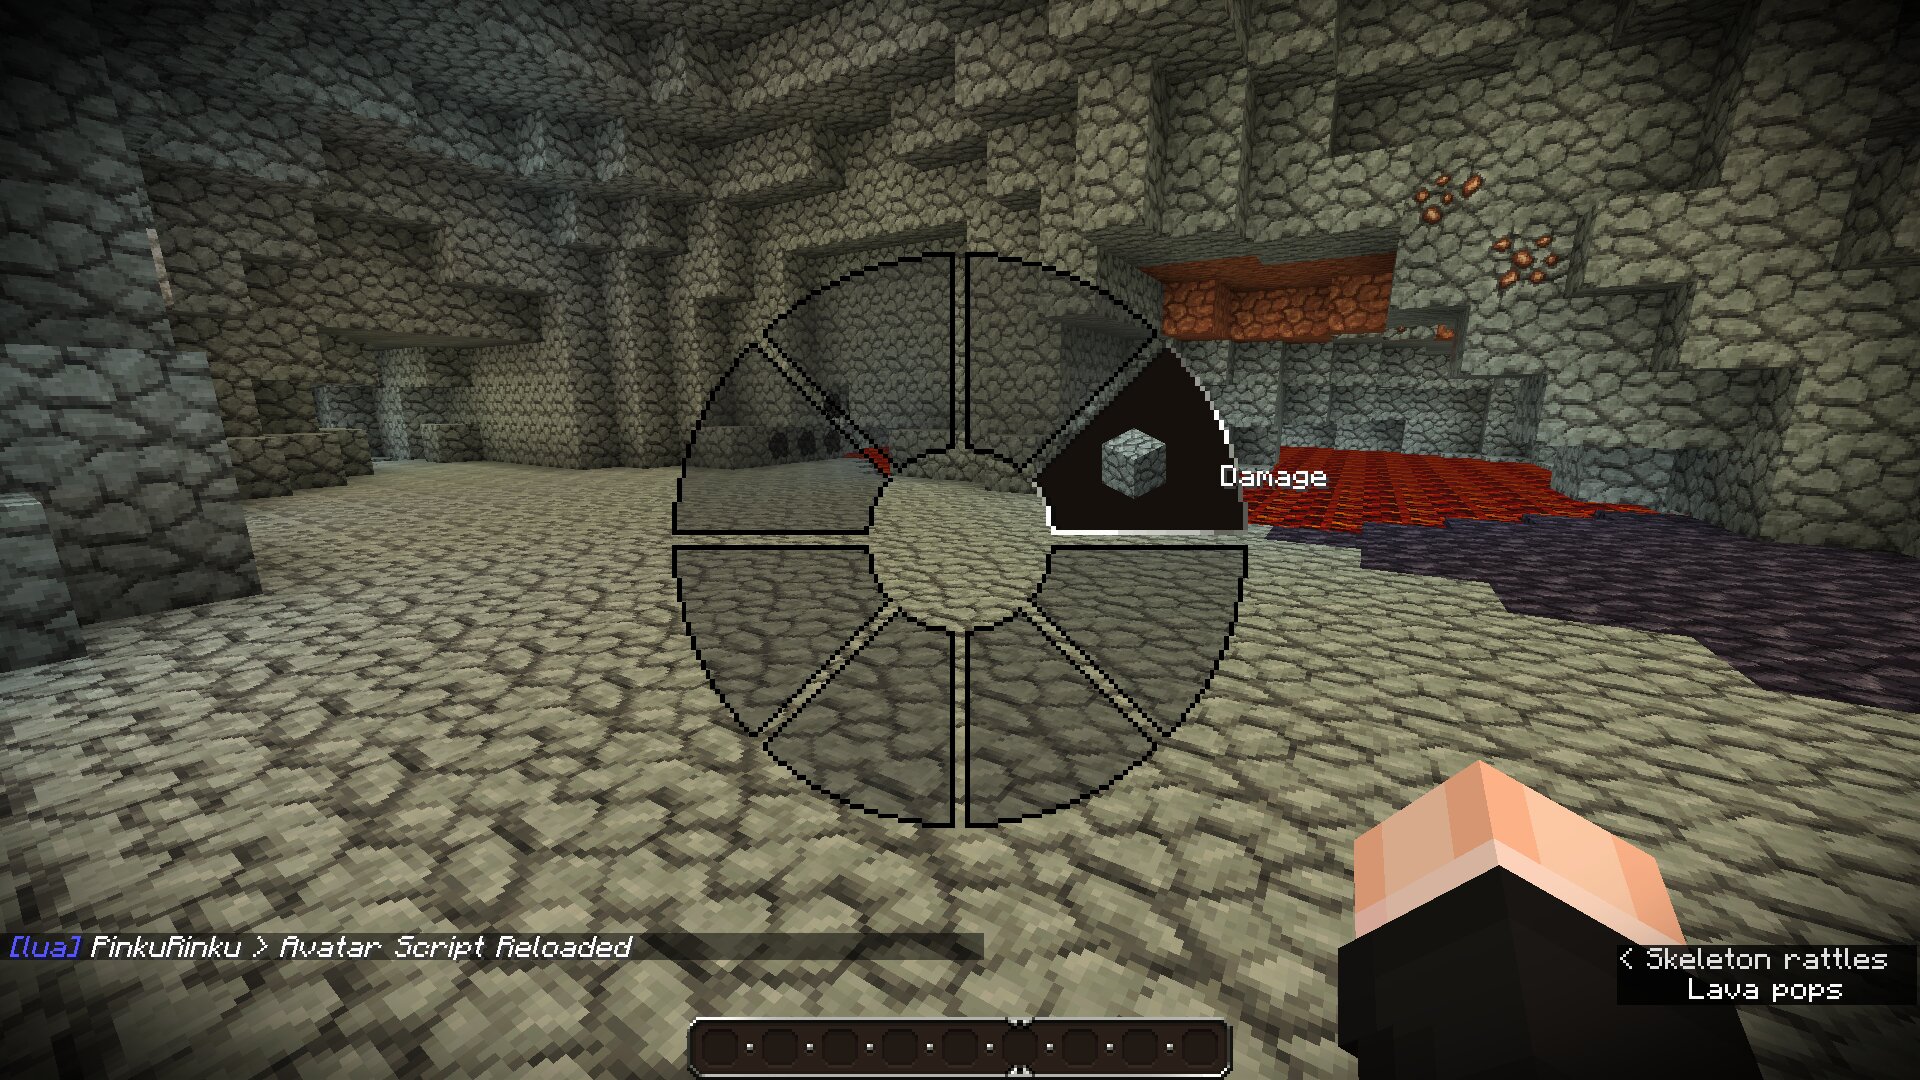 Damage
[lua] PinkuRinku > Avatar Script Reloaded
< Skeleton rattles
Lava pops